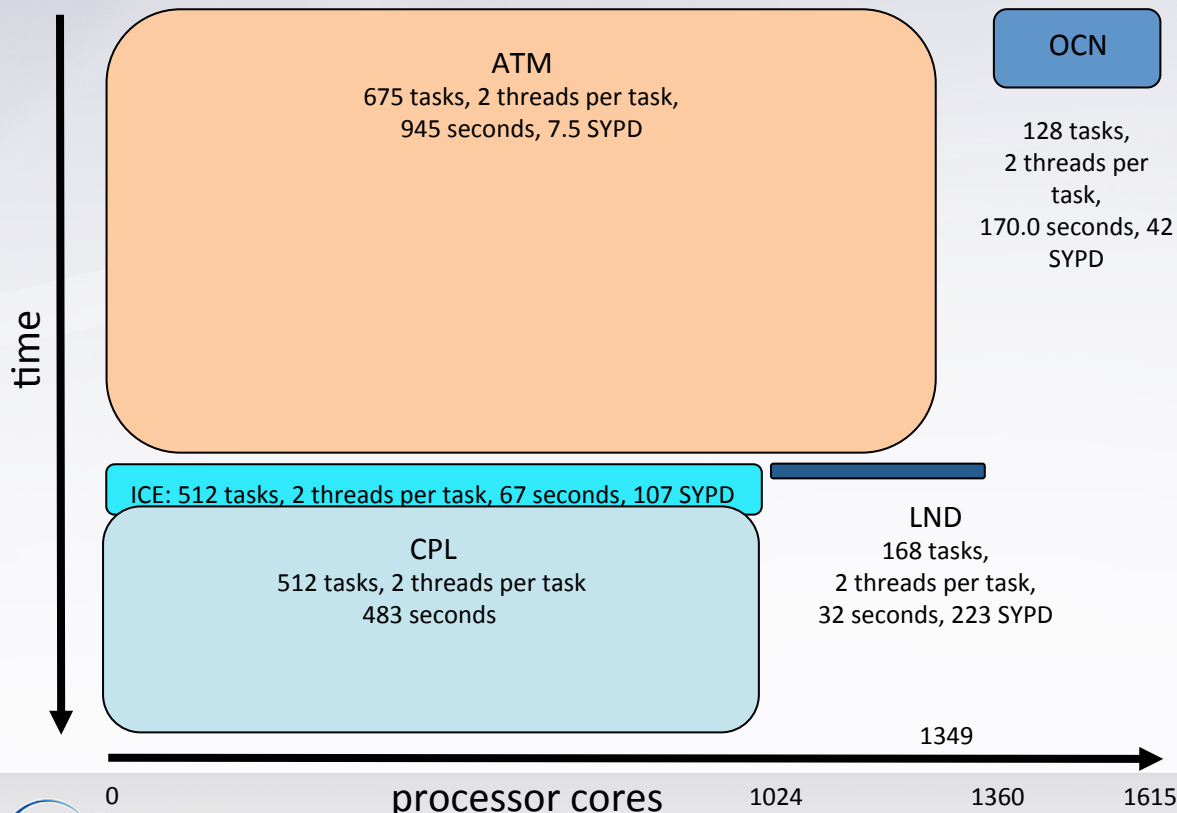 ATM
675 tasks, 2 threads per task,
945 seconds, 7.5 SYPD
OCN
128 tasks,
2 threads per
task,
170.0 seconds, 42
SYPD
time
ICE: 512 tasks, 2 threads per task, 67 seconds, 107 SYPD
CPL
512 tasks, 2 threads per task
483 seconds
LND
168 tasks,
2 threads per task,
32 seconds, 223 SYPD
1349
0
processor cores
1024
1360
1615